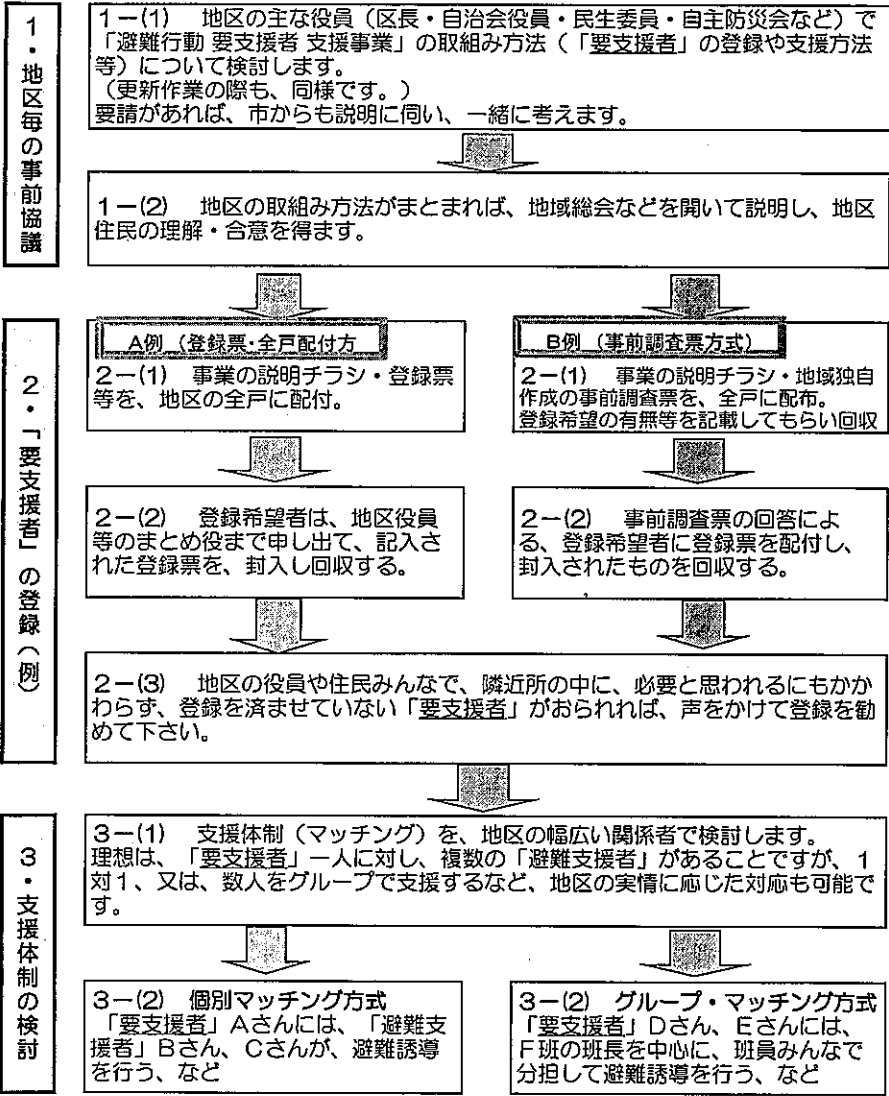 1・地区毎の事前協議
1－(1)　地区の主な役員（区長・自治会役員・民生委員・自主防災会など）で
「避難行動 要支援者 支援事業」の取組み方法（「要支援者」の登録や支援方法
等）について検討します。
（更新作業の際も、同様です。）
要請があれば、市からも説明に伺い、一緒に考えます。
1－(2)　地区の取組み方法がまとまれば、地域総会などを開いて説明し、地区
住民の理解・合意を得ます。
2・「要支援者」の登録（例）
A例（登録票・全戸配付方
2－(1)　事業の説明チラシ・登録票
等を、地区の全戸に配付。
B例（事前調査票方式）
2－(1)　事業の説明チラシ・地域独自
作成の事前調査票を、全戸に配布。
登録希望の有無等を記載してもらい回収
2－(2)　登録希望者は、地区役員
等のまとめ役まで申し出て、記入さ
れた登録票を、封入し回収する。
2－(2)　事前調査票の回答によ
る、登録希望者に登録票を配付し、
封入されたものを回収する。
2－(3)　地区の役員や住民みんなで、隣近所の中に、必要と思われるにもかか
わらず、登録を済ませていない「要支援者」がおられれば、声をかけて登録を勧
めて下さい。
3・支援体制の検討
3－(1)　支援体制（マッチング）を、地区の幅広い関係者で検討します。
理想は、「要支援者」一人に対し、複数の「避難支援者」があることですが、1
対1、又は、数人をグループで支援するなど、地区の実情に応じた対応も可能で
す。
3－(2)　個別マッチング方式
「要支援者」Aさんには、「避難支
援者」Bさん、Cさんが、避難誘導
を行う、など
3－(2)　グループ・マッチング方式
「要支援者」Dさん、Eさんには、
F班の班長を中心に、班員みんなで
分担して避難誘導を行う、など